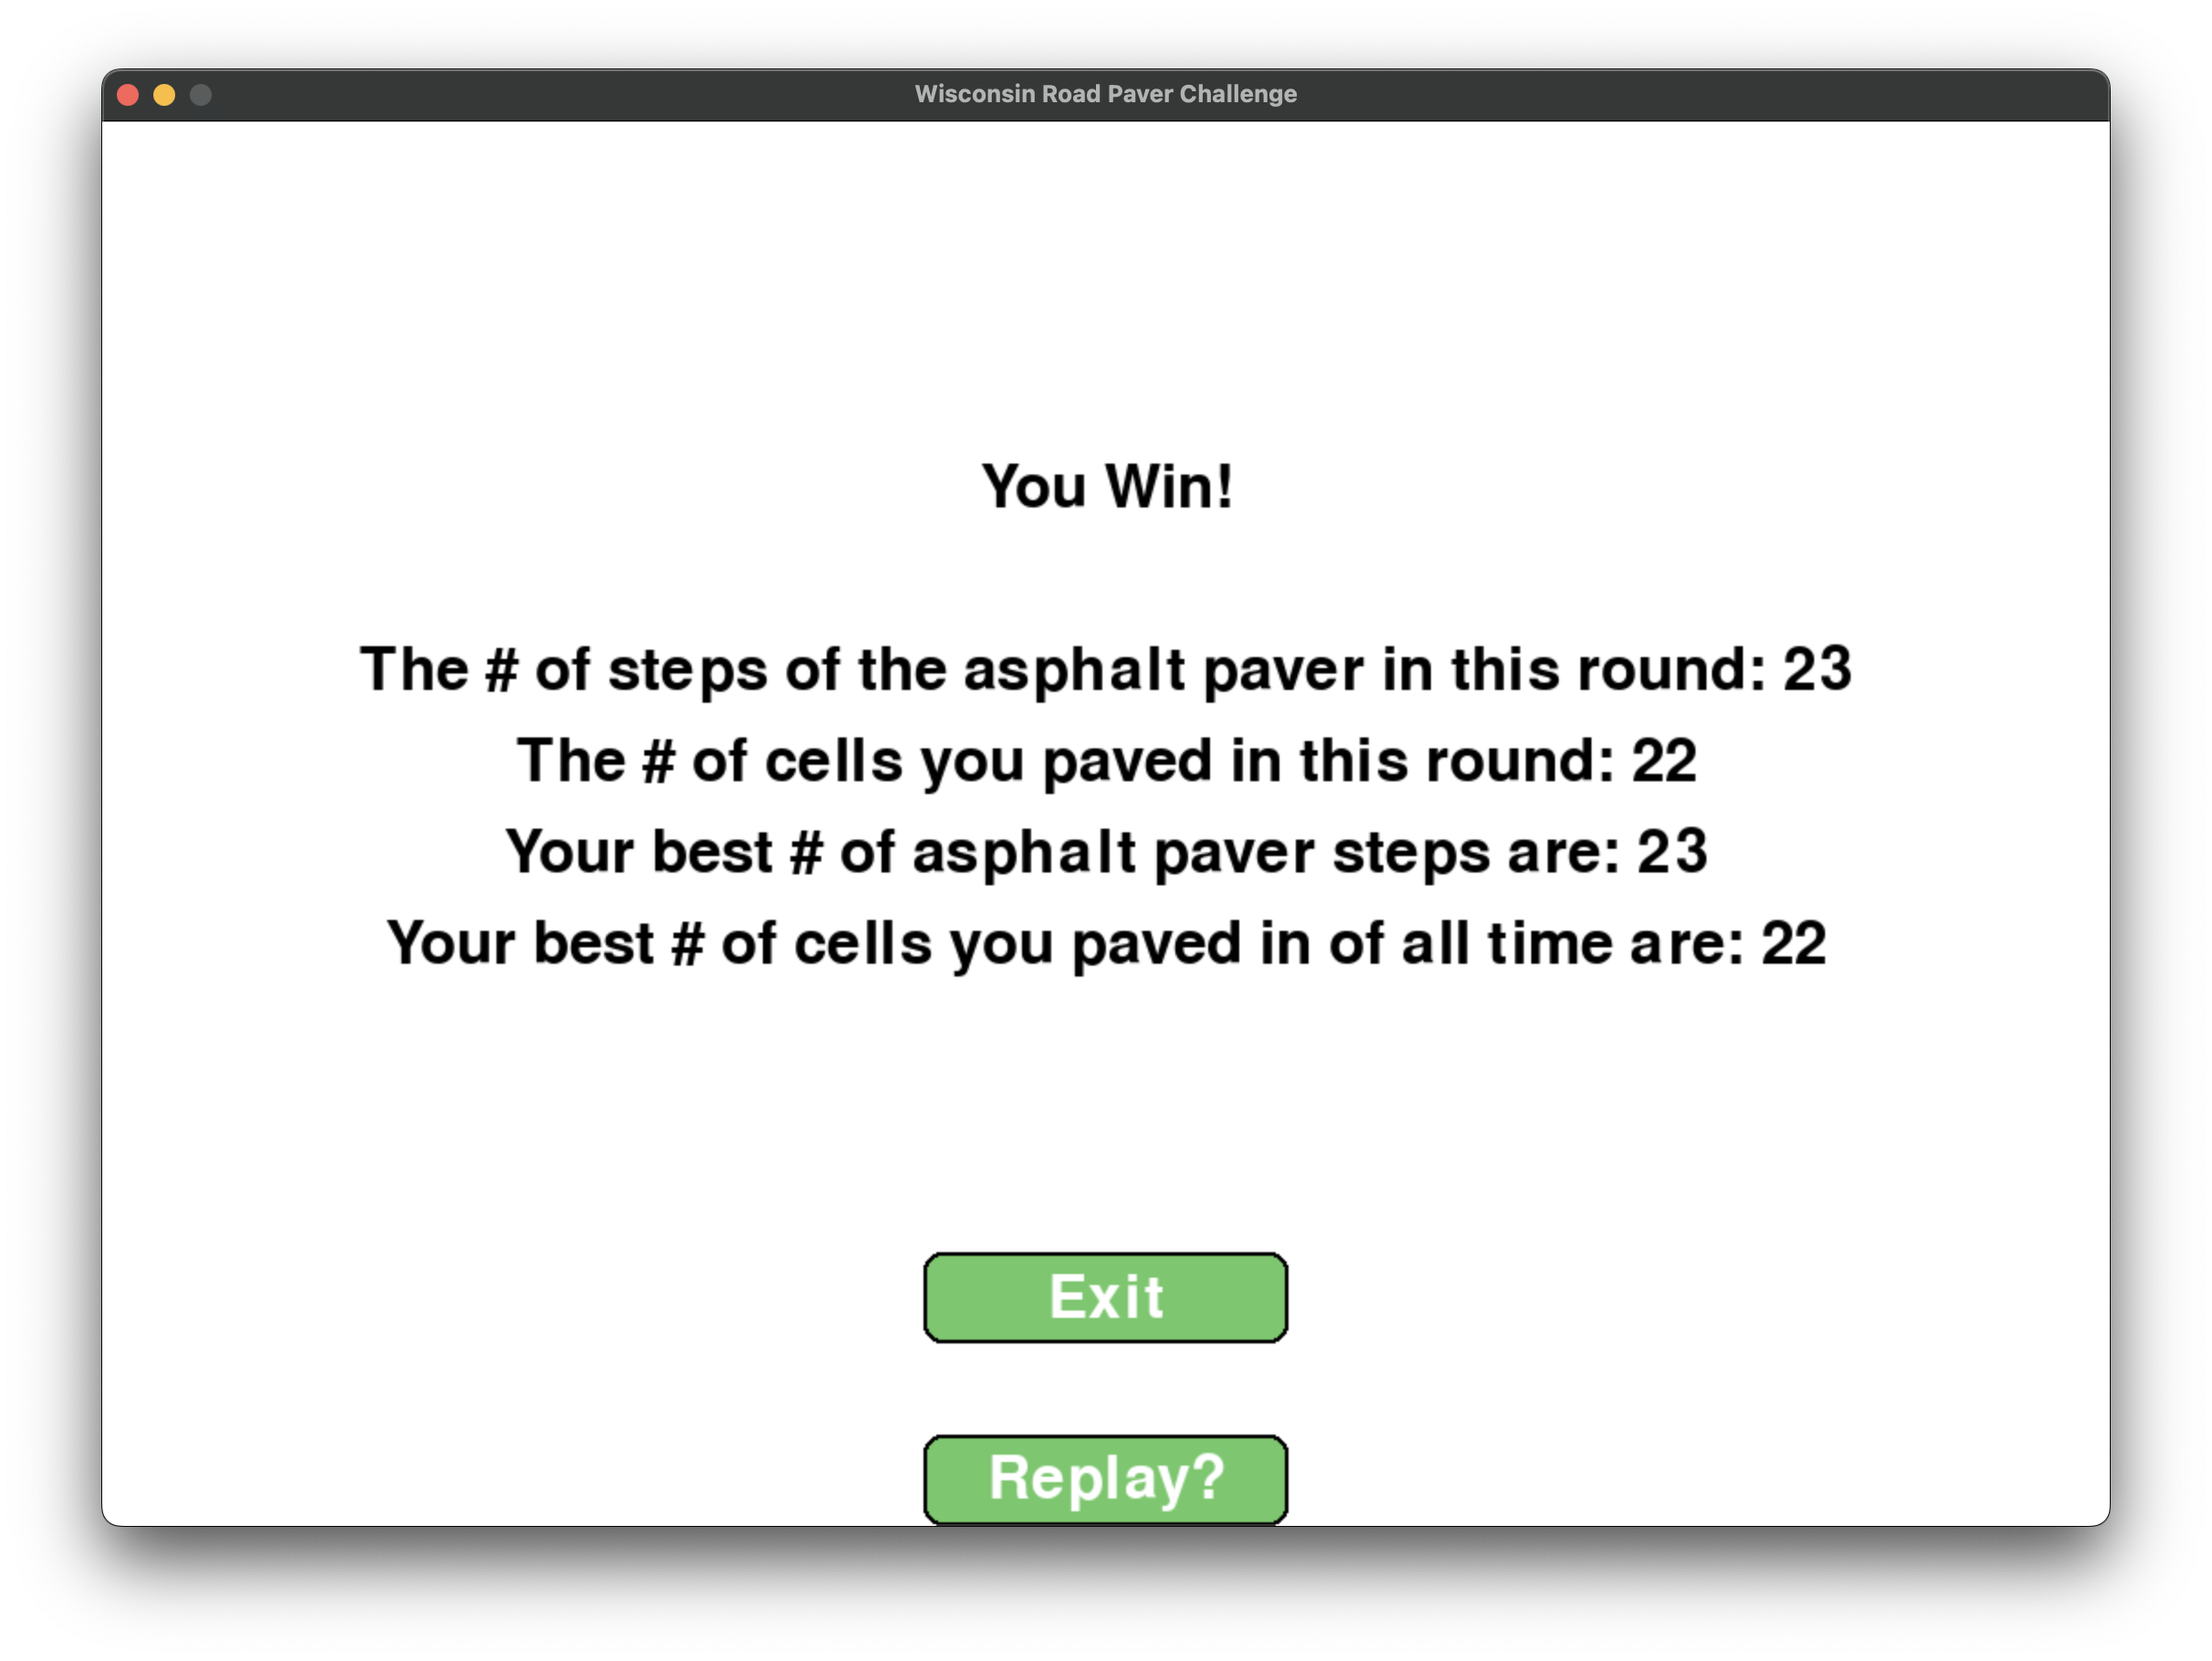 Wisconsin Road Paver Challenge
You Win!
The # of steps of the asphalt paver in this round: 23
The # of cells you paved in this round: 22
Your best # of asphalt paver steps are: 23
Your best # of cells you paved in of all time are: 22
Exit
Replay?